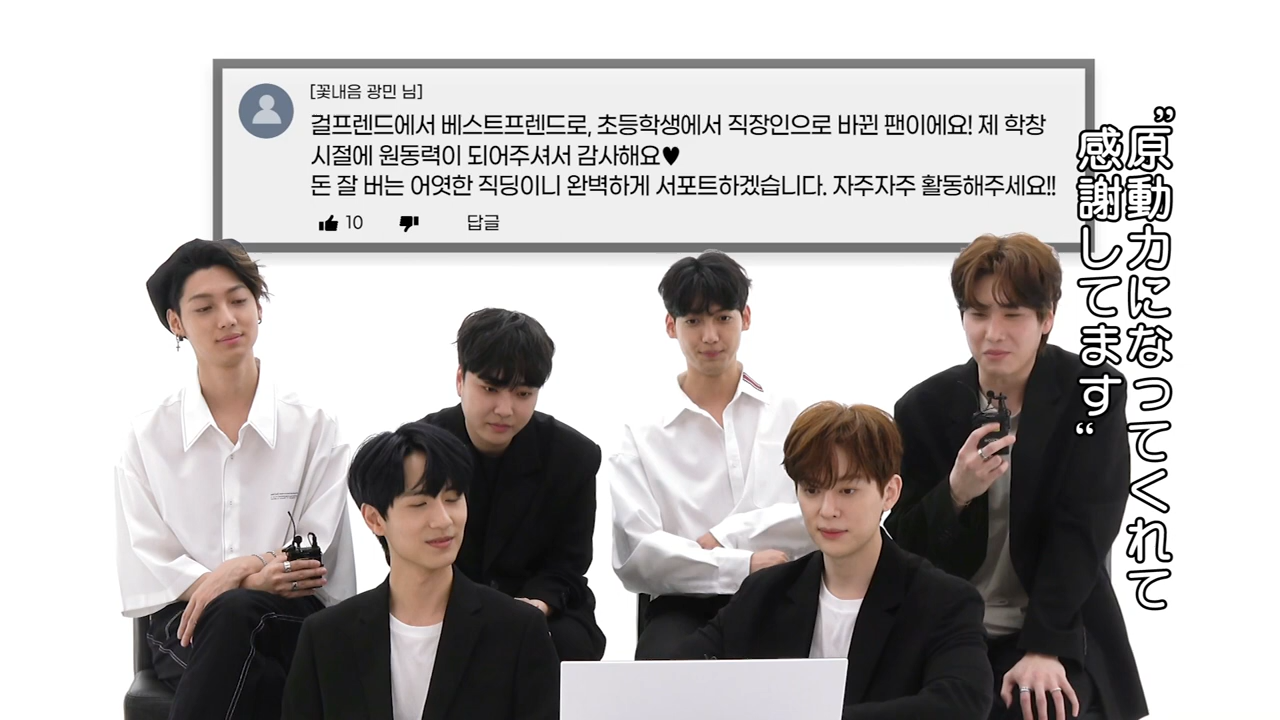 [꽃내음 광민 님]
걸프렌드에서 베스트프렌드로, 초등학생에서 직장인으로 바뀐 팬이에요! 제 학창
시절에 원동력이 되어주셔서 감사해요♥
돈 잘 버는 어엿한 직딩이니 완벽하게 서포트하겠습니다. 자주자주 활동해주세요!!
10
답글
”原動力になってくれて
感謝してます“